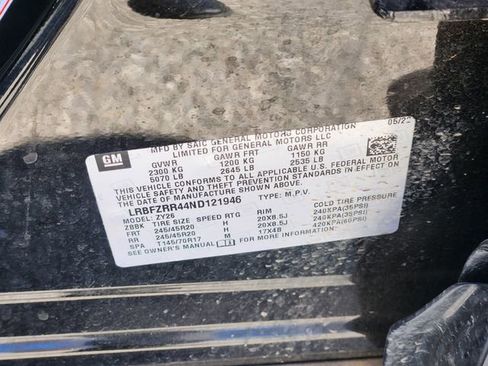 GM
MFD BY SAIC GENERAL MOTORS CORPORATION 05/22
LIMITED FOR GENERAL MOTORS LLC
GVWR GAWR FRT GAWR RR
2300 KG 1200 KG 1150 KG
5070 LB 2645 LB 2535 LB
THIS VEHICLE CONFORMS TO ALL APPLICABLE U.S. FEDERAL MOTOR
VEHICLE SAFETY AND THEFT PREVENTION STANDARDS IN EFFECT ON
THE DATE OF MANUFACTURE SHOWN ABOVE.
LRBFZRR44ND121946 TYPE: M.P.V.
ZBBK ZY26
TIRE SIZE SPEED RTG RIM COLD TIRE PRESSURE
FRT 245/45R20 H 20X8.5J 240KPA(35PSI)
RR 245/45R20 H 20X8.5J 240KPA(35PSI)
SPA T145/70R17 M 17X4B 420KPA(60PSI)
SEE OWNER'S MANUAL